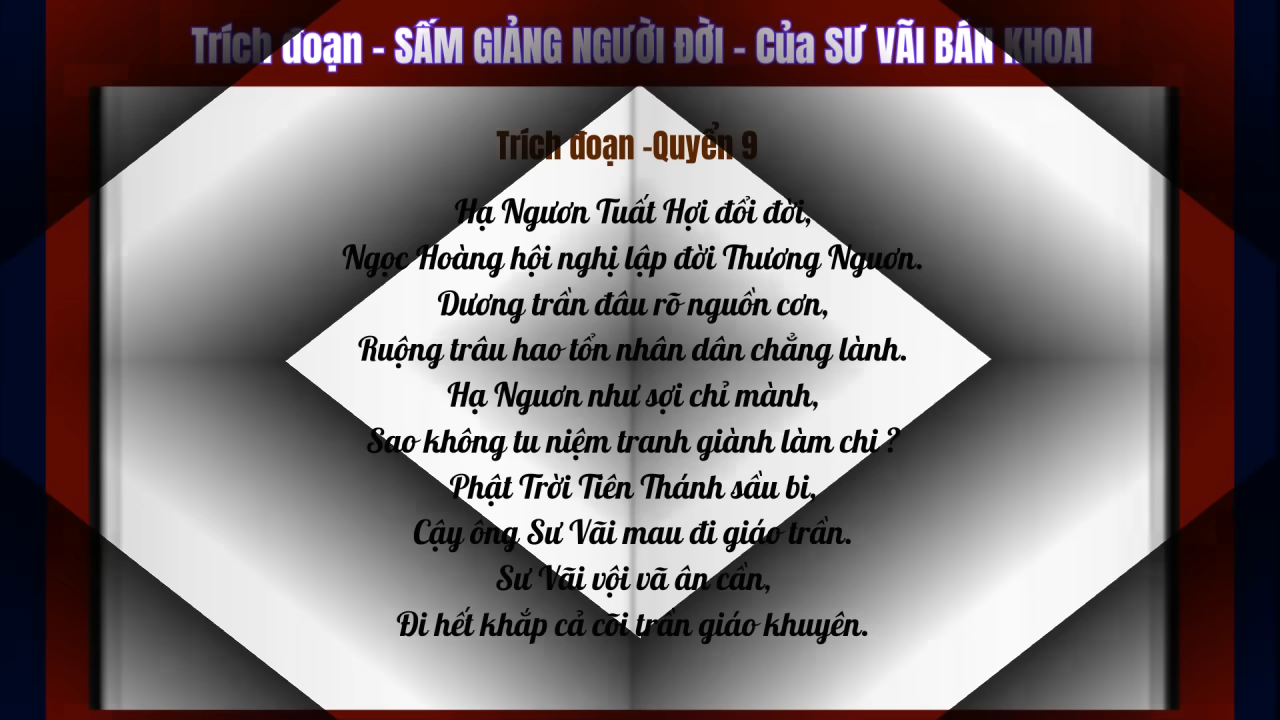 Trích đoạn - SẤM GIẢNG NGƯỜI ĐỜI - Của SƯ VÃI BÁN KHOAI
Trích đoạn -Quyển 9
Hạ Ngươn Tuất Hợi đổi đời,
Ngọc Hoàng hội nghị lập đời Thương Nguơn.
Dương trần đâu rõ nguồn cơn,
Ruộng trâu hao tổn nhân dân chẳng lành.
Hạ Nguơn như sợi chỉ mành,
Sao không tu niệm tranh giành làm chi ?
Phật Trời Tiên Thánh sầu bi,
Cậy ông Sư Vãi mau đi giáo trần.
Sư Vãi vội vã ân cần,
Đi hết khắp cả cõi trần giáo khuyên.